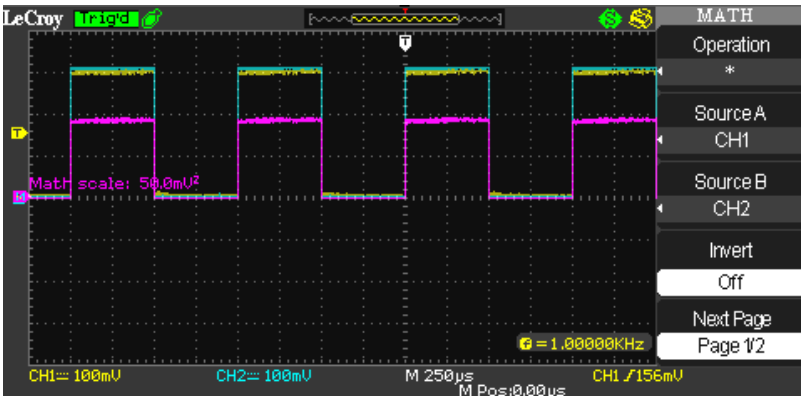 LeCroy Trig'd
MATH
Operation
*
Source A
CH1
Source B
CH2
Invert
Off
Next Page
Page 1/2
T
T
Math scale: 50.0mV²
M
f = 1.00000KHz
CH1 100mV
CH2 100mV
M 250µs
M Pos:0.00µs
CH1 /156mV